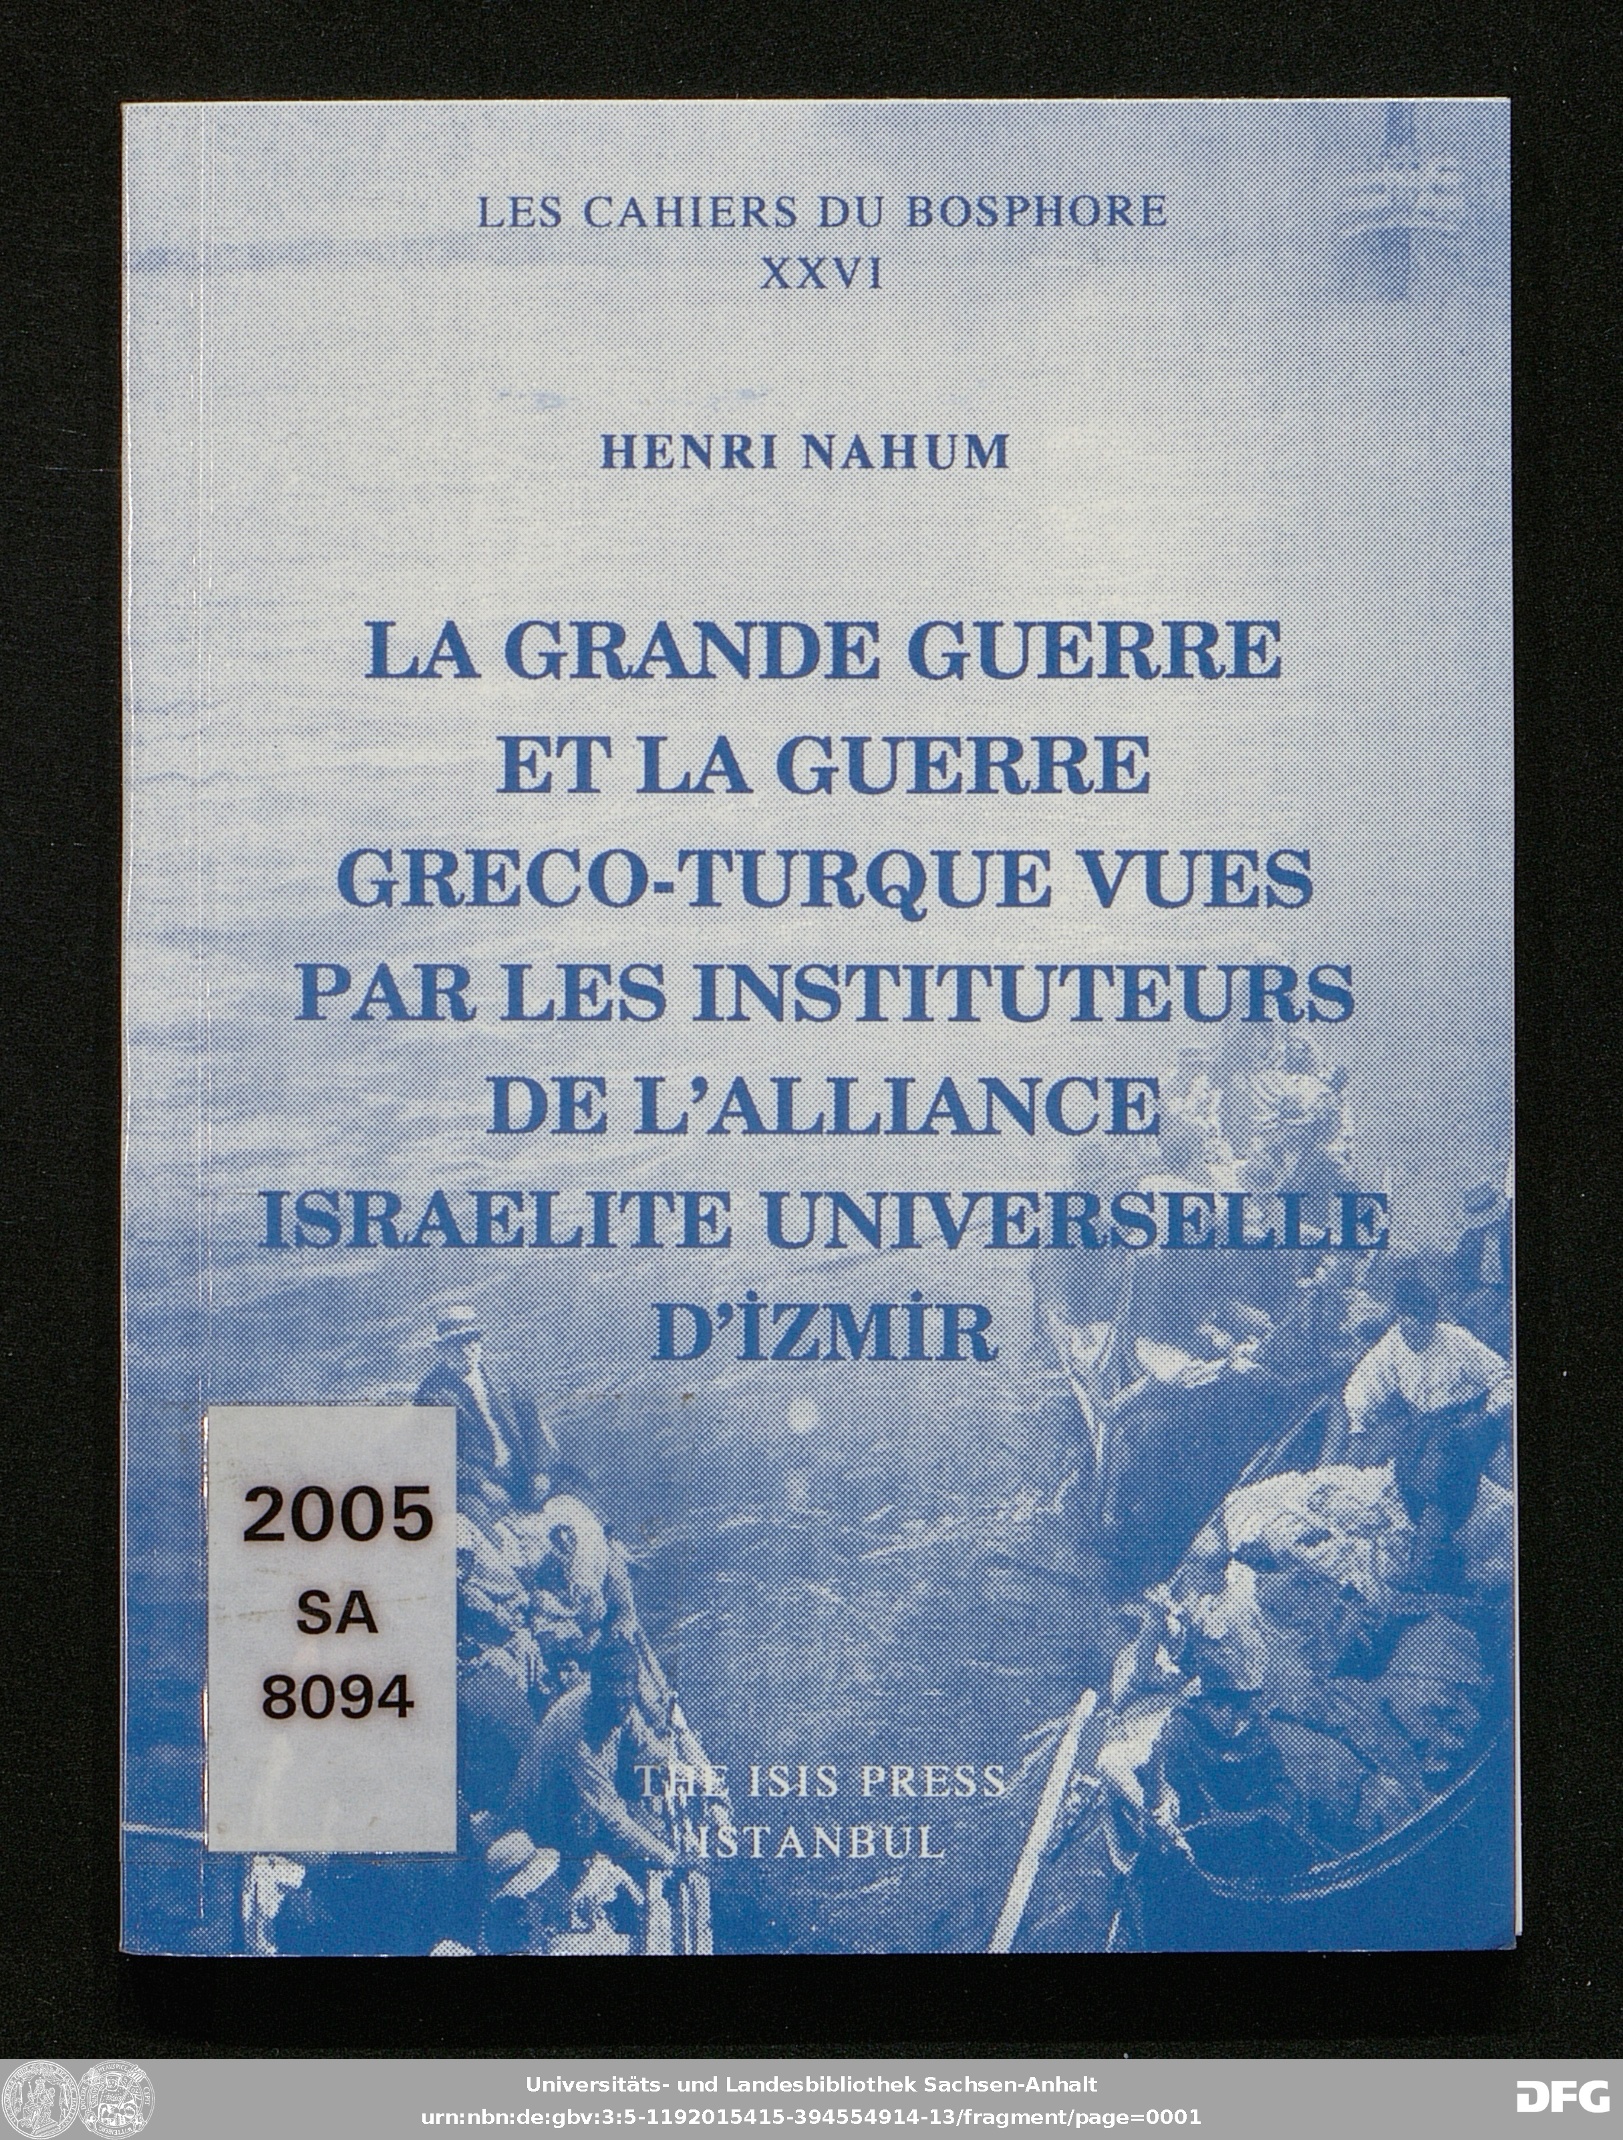 LES CAHIERS DU BOSPHORE
XXVI
HENRI NAHUM
LA GRANDE GUERRE
ET LA GUERRE
GRECO-TURQUE VUES
PAR LES INSTITUTEURS
DE L'ALLIANCE
ISRAELITE UNIVERSELLE
D'İZMİR
2005
SA
8094
THE ISIS PRESS
ISTANBUL
Universitäts- und Landesbibliothek Sachsen-Anhalt
urn:nbn:de:gbv:3:5-1192015415-394554914-13/fragment/page=0001
DFG